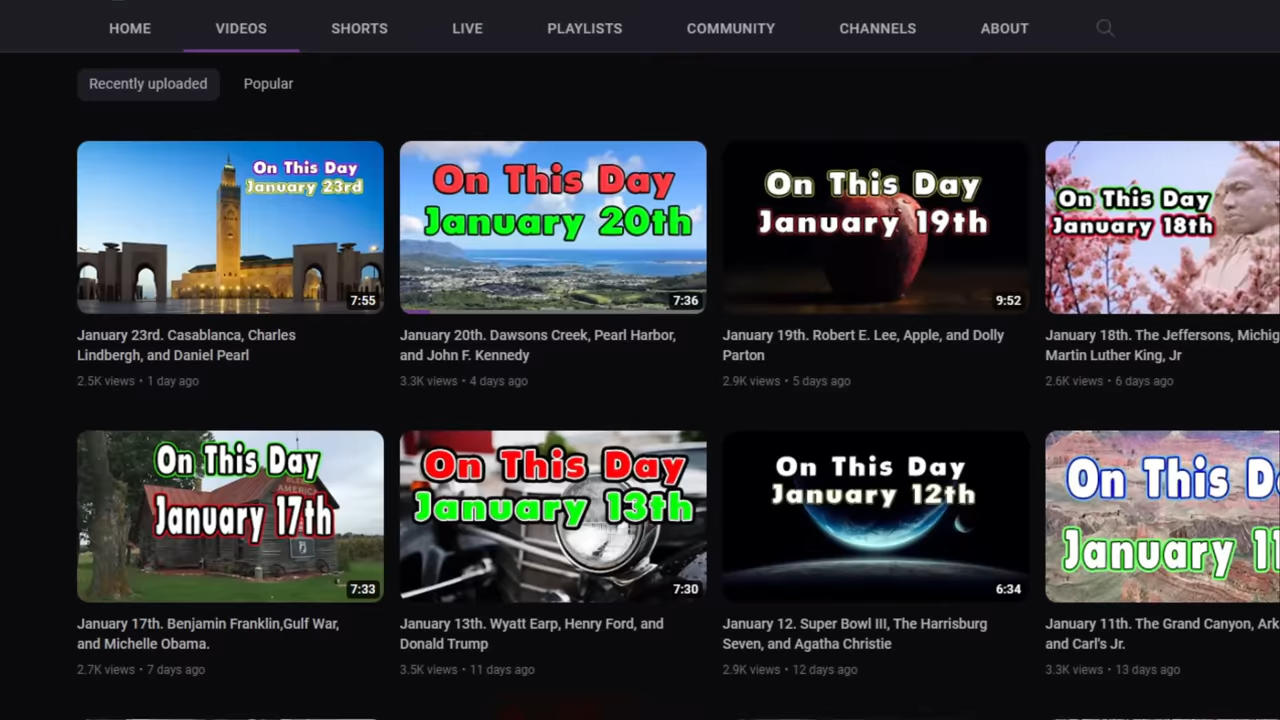 HOME VIDEOS SHORTS LIVE PLAYLISTS COMMUNITY CHANNELS ABOUT
Recently uploaded Popular
On This Day
January 23rd
7:55
On This Day
January 20th
7:36
On This Day
January 19th
9:52
On This Day
January 18th
January 23rd. Casablanca, Charles
Lindbergh, and Daniel Pearl
2.5K views • 1 day ago
January 20th. Dawsons Creek, Pearl Harbor,
and John F. Kennedy
3.3K views • 4 days ago
January 19th. Robert E. Lee, Apple, and Dolly
Parton
2.9K views • 5 days ago
January 18th. The Jeffersons, Michig
Martin Luther King, Jr
2.6K views • 6 days ago
On This Day
January 17th
BLESS
AMERICA
7:33
On This Day
January 13th
7:30
On This Day
January 12th
6:34
On This D
January 11
January 17th. Benjamin Franklin,Gulf War,
and Michelle Obama.
2.7K views • 7 days ago
January 13th. Wyatt Earp, Henry Ford, and
Donald Trump
3.5K views • 11 days ago
January 12. Super Bowl III, The Harrisburg
Seven, and Agatha Christie
2.9K views • 12 days ago
January 11th. The Grand Canyon, Ark
and Carl's Jr.
3.3K views • 13 days ago